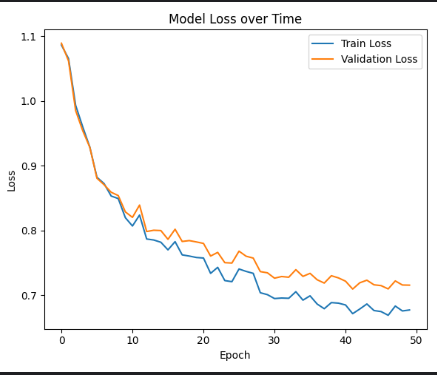 Model Loss over Time
Train Loss
Validation Loss
1.1
1.0
0.9
0.8
0.7
Loss
0 10 20 30 40 50
Epoch